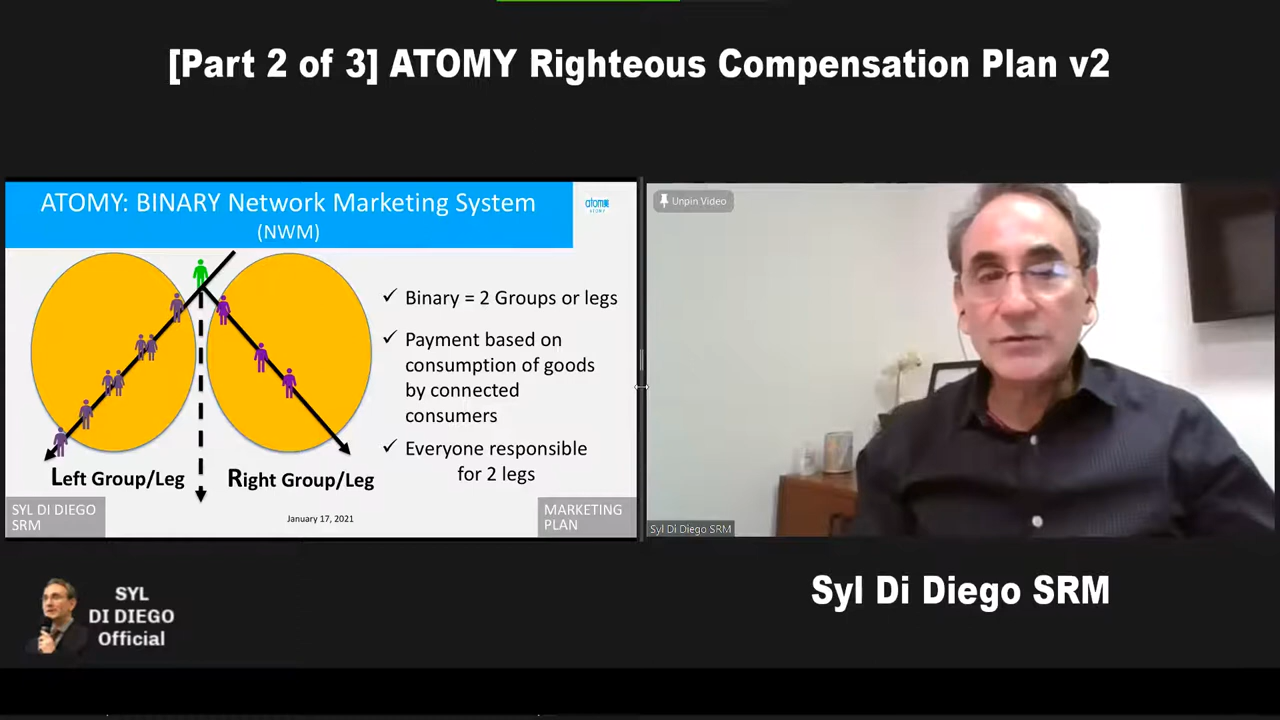 [Part 2 of 3] ATOMY Righteous Compensation Plan v2
ATOMY: BINARY Network Marketing System
(NWM)
atomy
ATOMY
✓ Binary = 2 Groups or legs
✓ Payment based on
consumption of goods
by connected
consumers
✓ Everyone responsible
for 2 legs
Left Group/Leg
Right Group/Leg
SYL DI DIEGO
SRM
January 17, 2021
MARKETING
PLAN
Unpin Video
Syl Di Diego SRM
SYL
DI DIEGO
Official
Syl Di Diego SRM